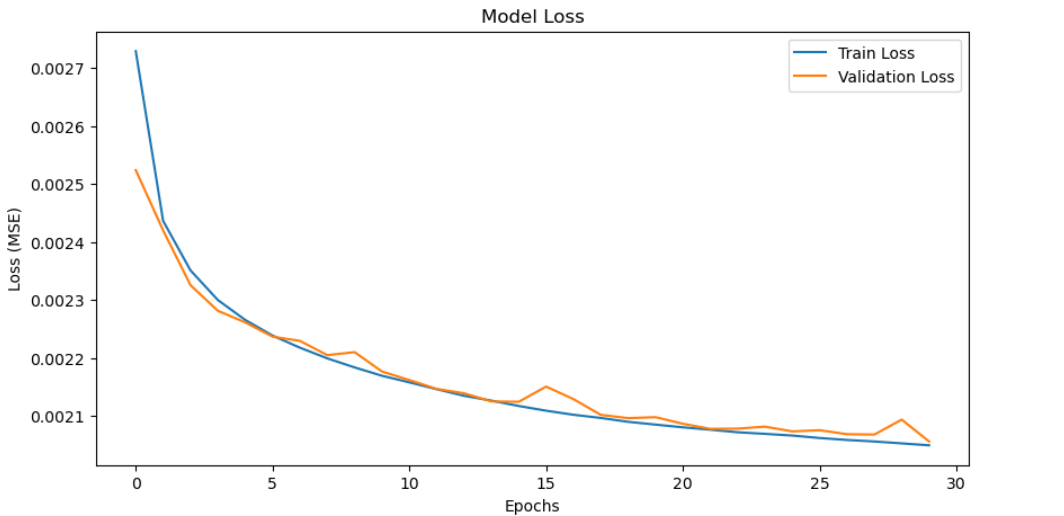 Model Loss
Train Loss
Validation Loss
0.0027
0.0026
0.0025
0.0024
0.0023
0.0022
0.0021
Loss (MSE)
0 5 10 15 20 25 30
Epochs